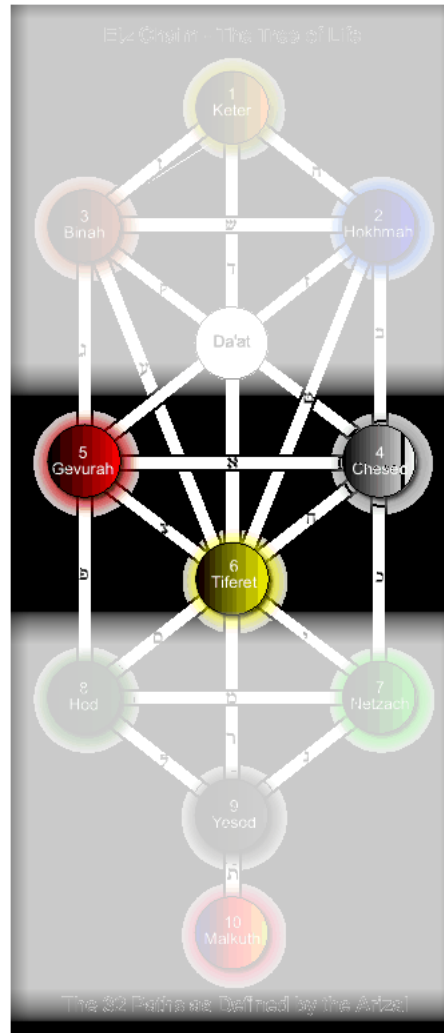 Etz Chaim - The Tree of Life
1
Keter
ה
3
Binah
2
Hokhmah
ש
ד
Da'at
5
Gevurah
א
4
Chesed
6
Tiferet
8
Hod
7
Netzach
מ
ר
9
Yesod
ת
10
Malkuth
The 32 Paths as Defined by the Arizal